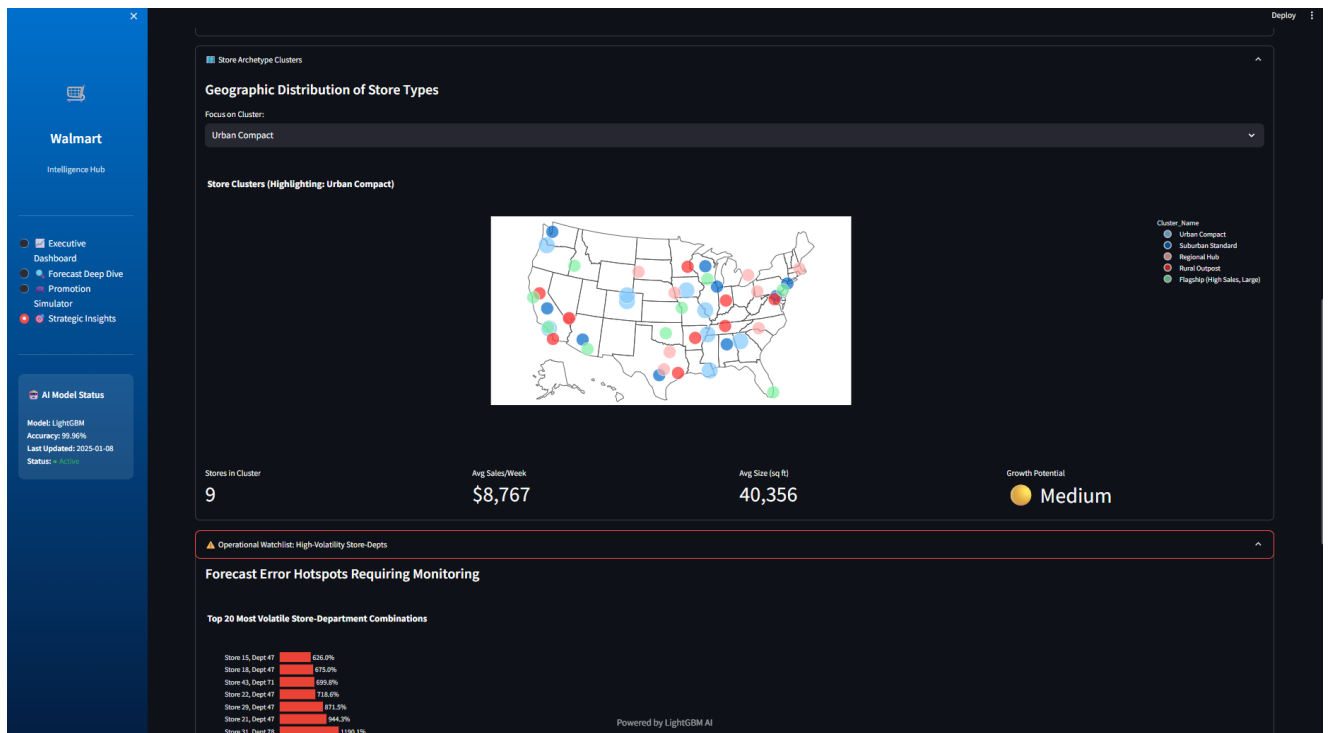 Deploy
Walmart
Intelligence Hub
Executive
Dashboard
Forecast Deep Dive
Promotion
Simulator
Strategic Insights
AI Model Status
Model: LightGBM
Accuracy: 99.96%
Last Updated: 2025-01-08
Status: • Active
Store Archetype Clusters
Geographic Distribution of Store Types
Focus on Cluster:
Urban Compact
Store Clusters (Highlighting: Urban Compact)
Cluster_Name
Urban Compact
Suburban Standard
Regional Hub
Rural Outpost
Flagship (High Sales, Large)
Stores in Cluster
9
Avg Sales/Week
$8,767
Avg Size (sq ft)
40,356
Growth Potential
Medium
Operational Watchlist: High-Volatility Store-Depts
Forecast Error Hotspots Requiring Monitoring
Top 20 Most Volatile Store-Department Combinations
Store 15, Dept 47 626.0%
Store 18, Dept 47 675.0%
Store 43, Dept 71 699.8%
Store 22, Dept 47 718.6%
Store 29, Dept 47 871.5%
Store 21, Dept 47 944.3%
Store 31, Dept 78 1190.1%
Powered by LightGBM AI